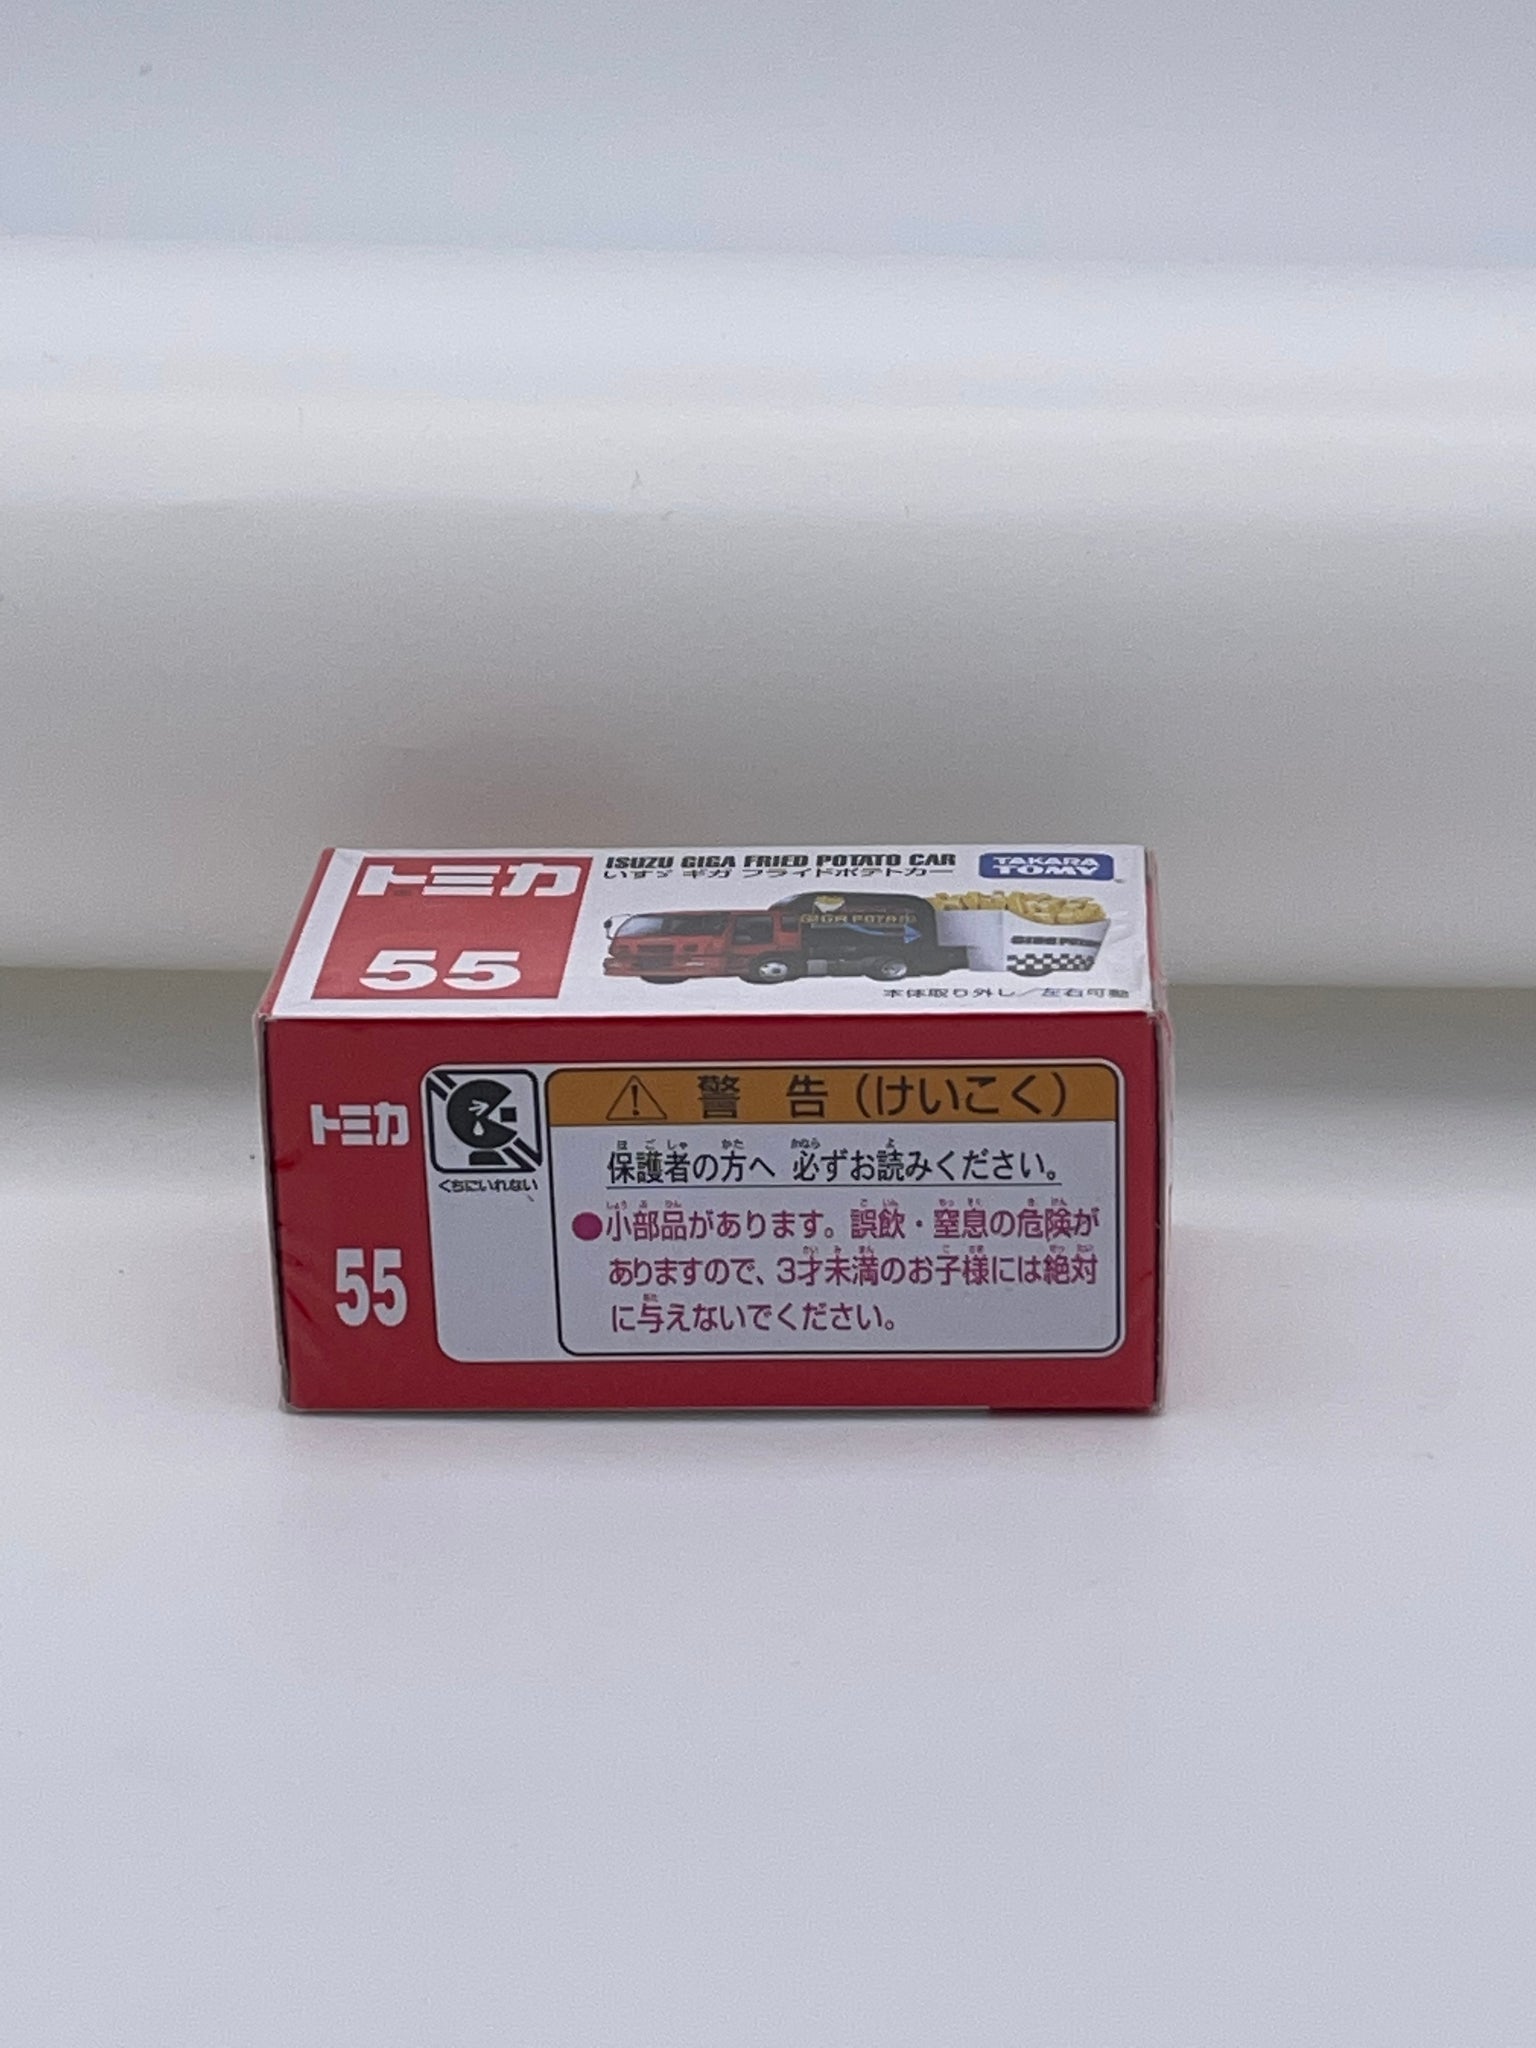 トミカ
55
ISUZU GIGA FRIED POTATO CAR
いすゞ ギガ フライドポテトカー
TAKARA TOMY
GIGA POTATO
GIGA POTATO
本体取り外し／左右可動
トミカ
55
くちにいれない
警 告（けいこく）
保護者の方へ 必ずお読みください。
●小部品があります。誤飲・窒息の危険が
ありますので、3才未満のお子様には絶対
に与えないでください。